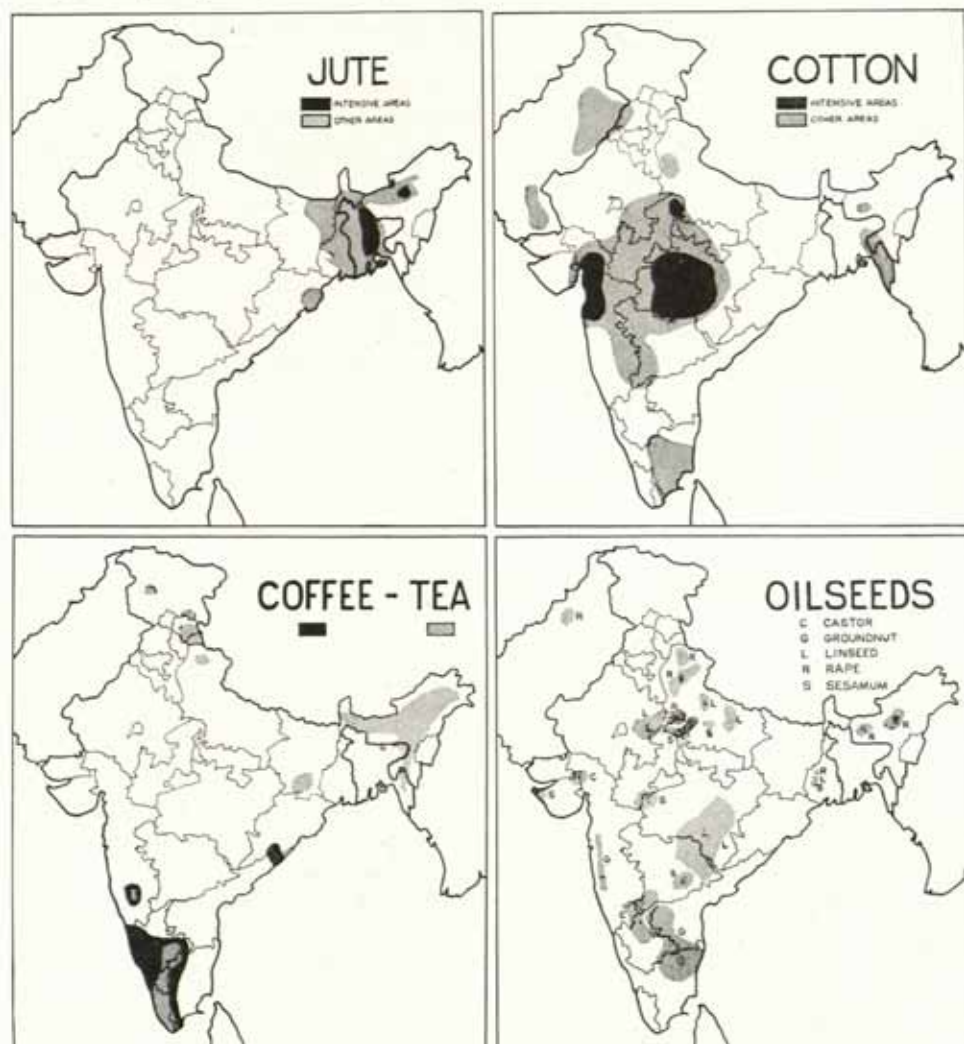 JUTE
INTENSIVE AREAS
OTHER AREAS
COTTON
INTENSIVE AREAS
OTHER AREAS
COFFEE - TEA
OILSEEDS
C CASTOR
G GROUNDNUT
L LINSEED
R RAPE
S SESAMUM